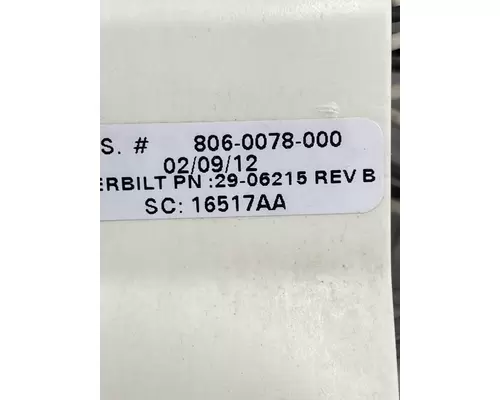 S. # 806-0078-000
02/09/12
ERBILT PN :29-06215 REV B
SC: 16517AA